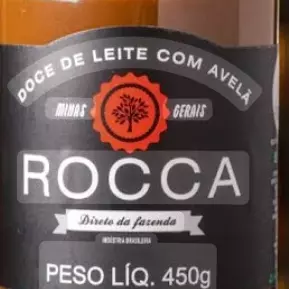 DOCE DE LEITE COM AVELÃ
MINAS GERAIS
ROCCA
Direto da fazenda
INDÚSTRIA BRASILEIRA
PESO LÍQ. 450g